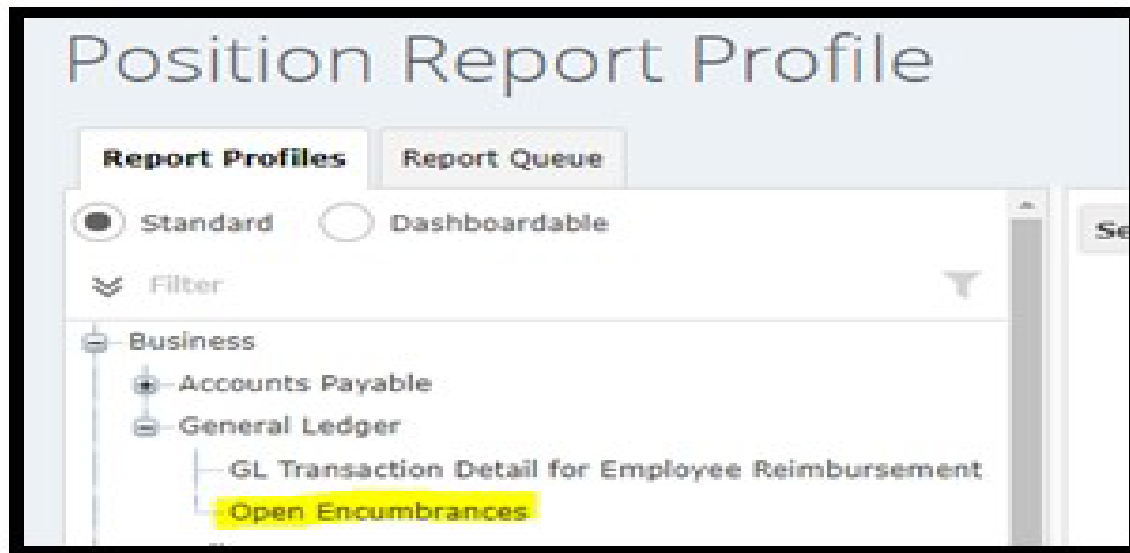 Position Report Profile
Report Profiles Report Queue
Standard Dashboardable
Filter
Business
Accounts Payable
General Ledger
GL Transaction Detail for Employee Reimbursement
Open Encumbrances